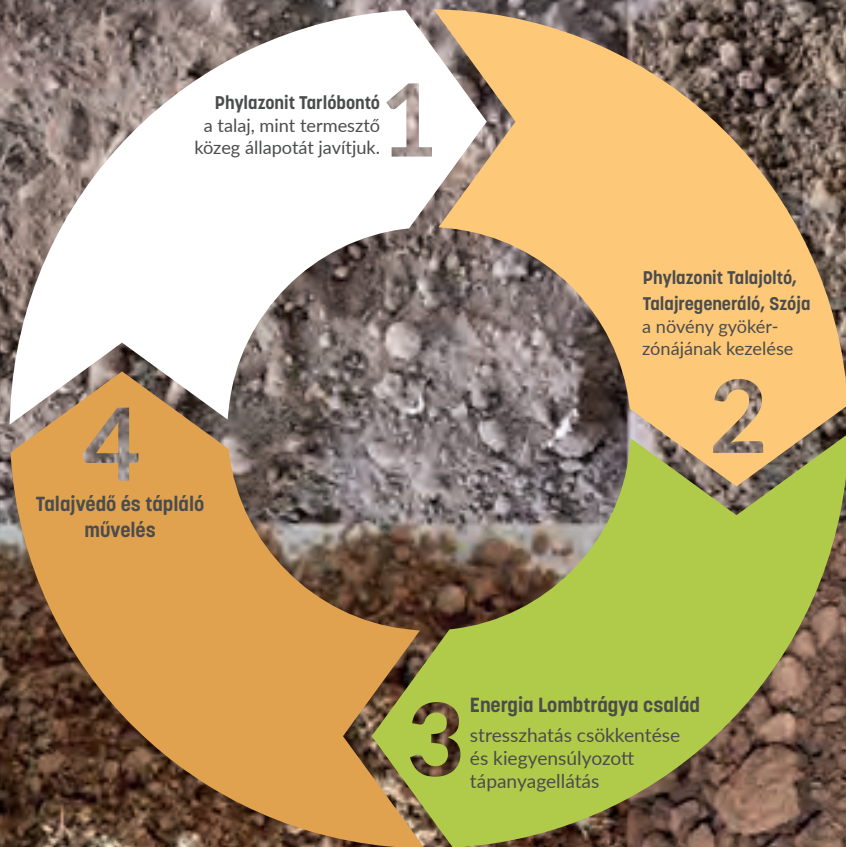 Phylazonit Tarlóbontó
a talaj, mint termesztő
közeg állapotát javítjuk.
1
Phylazonit Talajoltó,
Talajregeneráló, Szója
a növény gyökér-
zónájának kezelése
2
3
Energia Lombtrágya család
stresszhatás csökkentése
és kiegyensúlyozott
tápanyagellátás
4
Talajvédő és tápláló
művelés